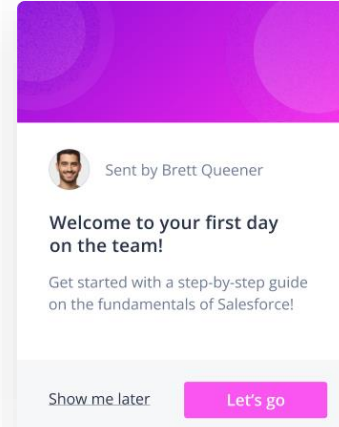 Sent by Brett Queener
Welcome to your first day
on the team!
Get started with a step-by-step guide
on the fundamentals of Salesforce!
Show me later
Let's go